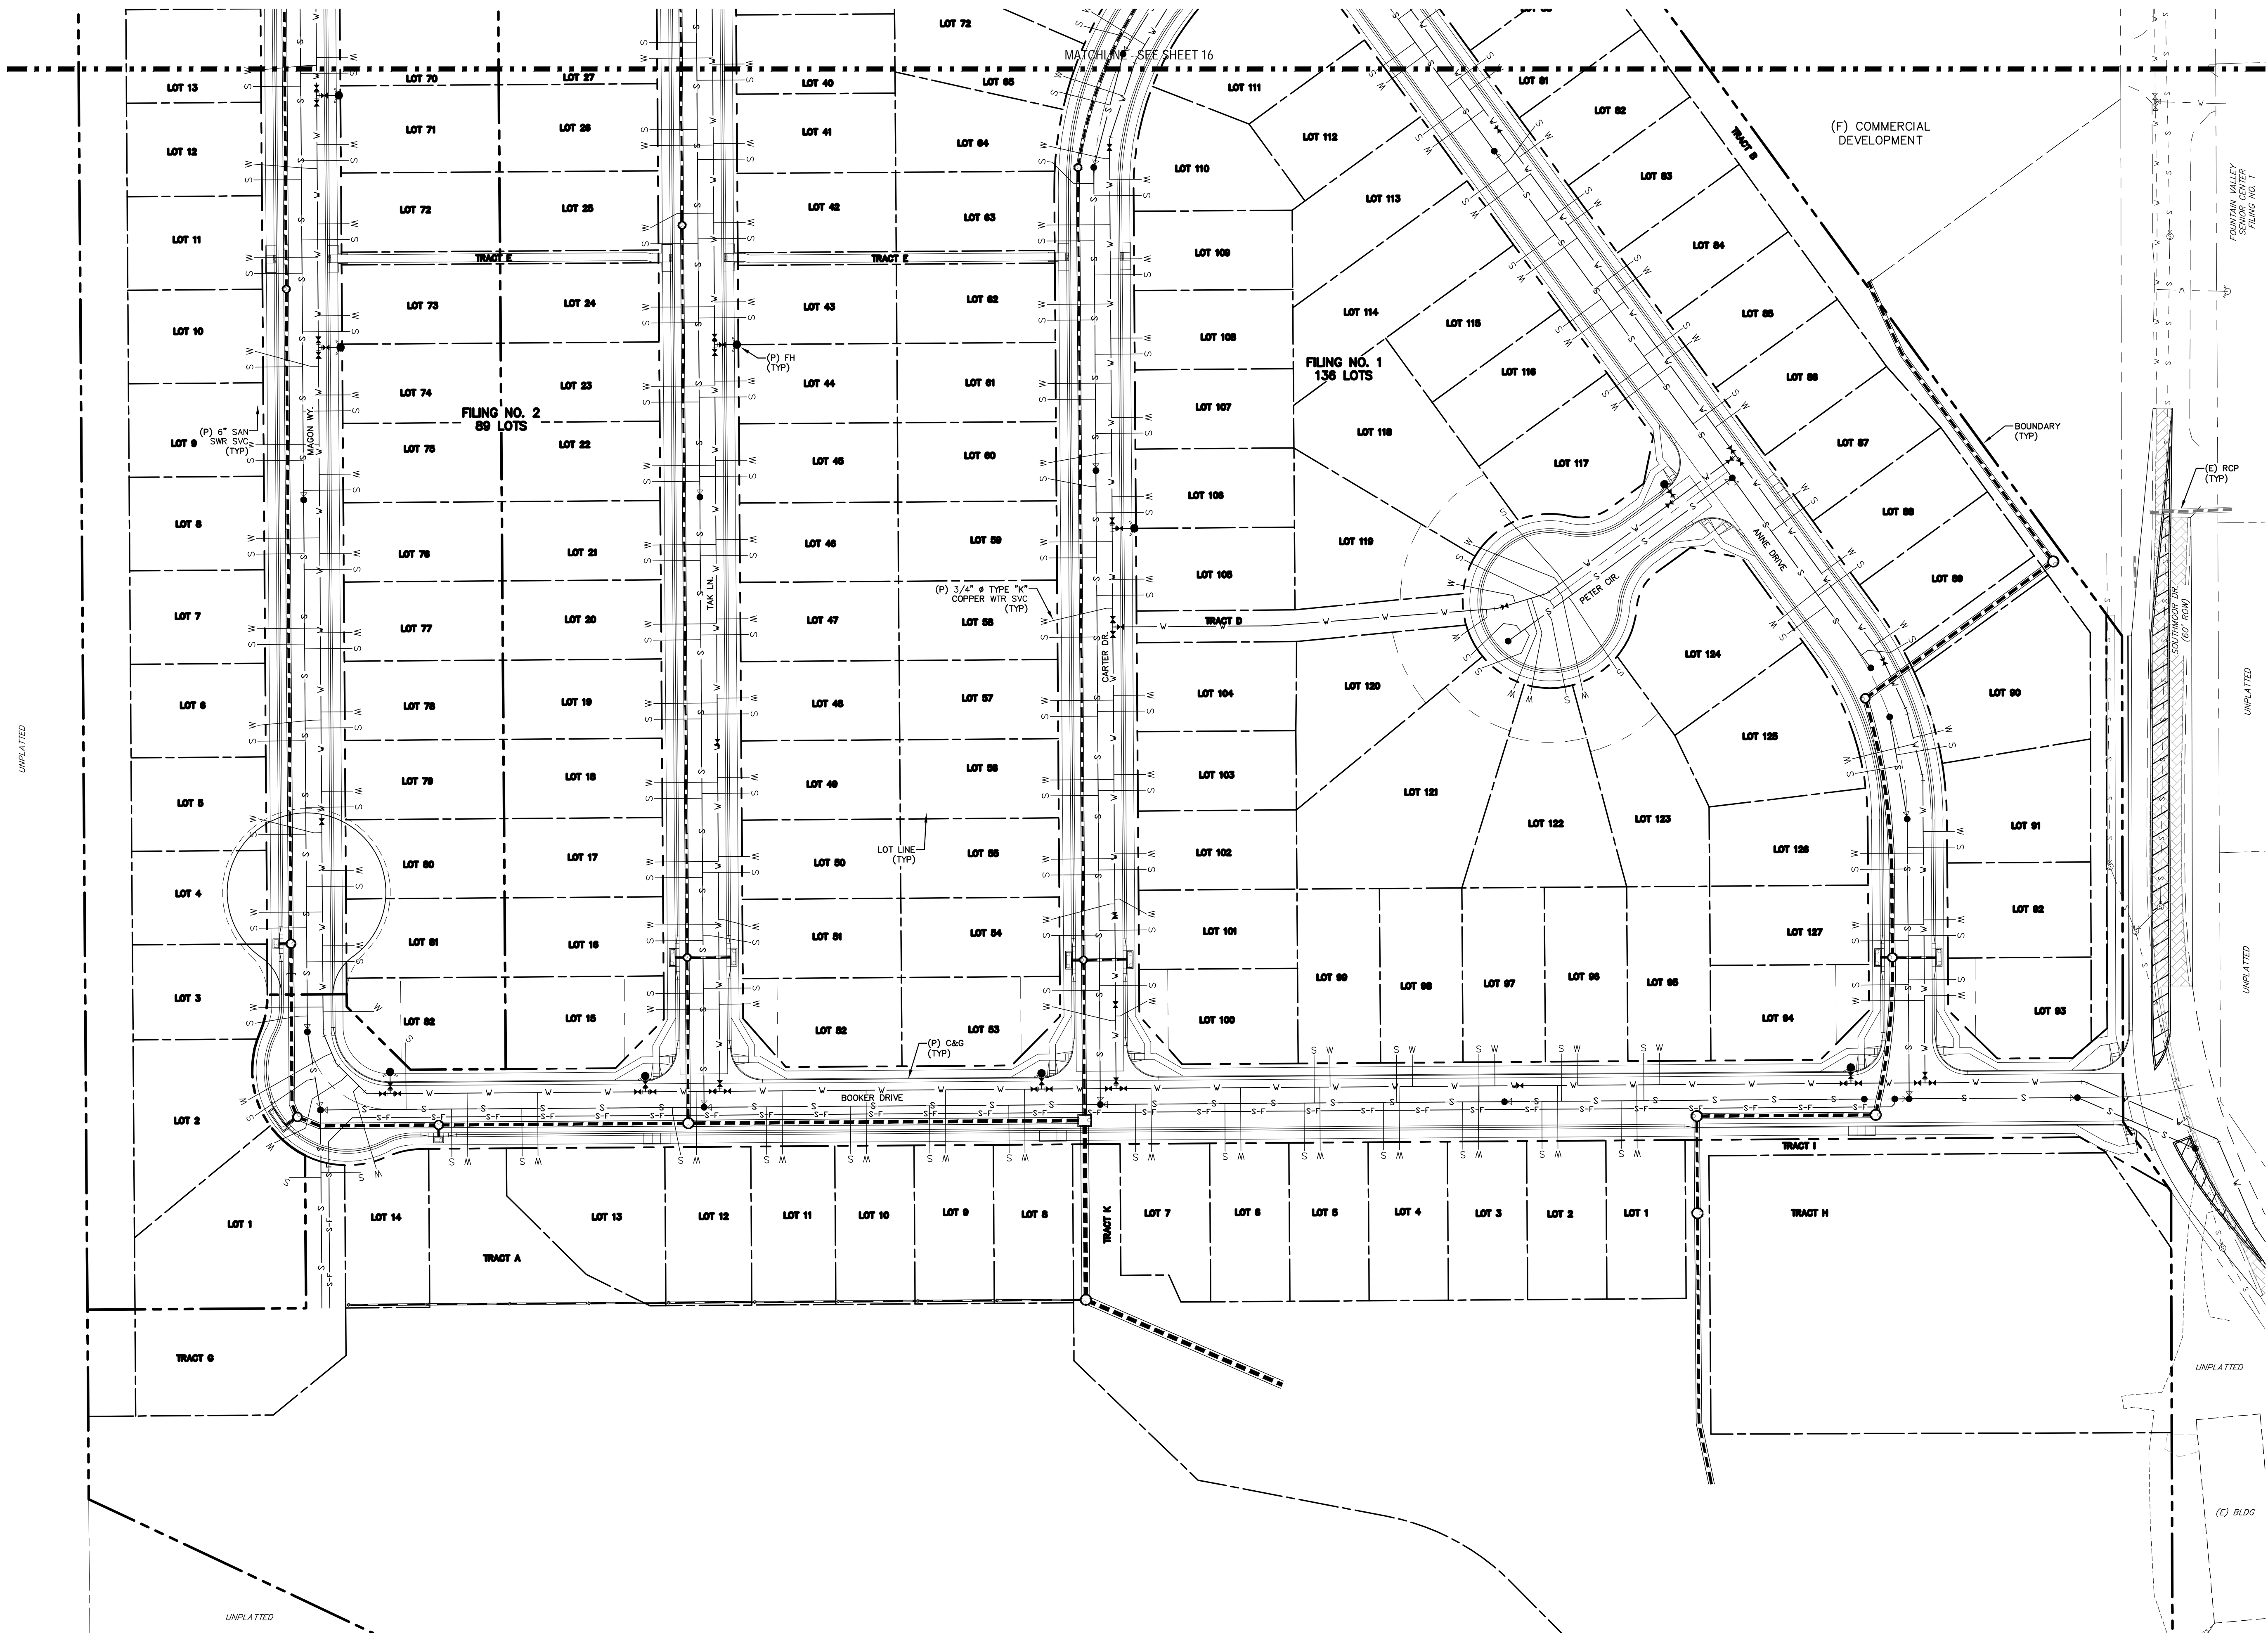 LOT 72
MATCHLINE - SEE SHEET 16
LOT 13
LOT 70
LOT 27
LOT 40
LOT 65
LOT 111
LOT 81
LOT 82
LOT 12
LOT 71
LOT 26
LOT 41
LOT 64
LOT 112
TRACT B
(F) COMMERCIAL
DEVELOPMENT
LOT 110
LOT 83
FOUNTAIN VALLEY
SENIOR CENTER
FILING NO. 1
LOT 11
LOT 72
LOT 25
LOT 42
LOT 63
LOT 113
LOT 84
LOT 109
TRACT E
TRACT E
LOT 10
LOT 73
LOT 24
LOT 43
LOT 62
LOT 114
LOT 115
LOT 85
LOT 108
(P) FH
(TYP)
FILING NO. 1
136 LOTS
LOT 116
LOT 86
LOT 74
LOT 23
LOT 44
LOT 61
LOT 107
FILING NO. 2
89 LOTS
MAGON WY.
(P) 6" SAN
SWR SVC
(TYP)
LOT 9
LOT 75
LOT 22
LOT 45
LOT 60
LOT 118
LOT 117
LOT 87
BOUNDARY
(TYP)
(E) RCP
(TYP)
LOT 8
LOT 106
LOT 88
LOT 76
LOT 21
LOT 46
LOT 59
LOT 119
ANNE DRIVE
LOT 105
LOT 89
PETER CIR.
TAK LN.
(P) 3/4" ø TYPE "K"
COPPER WTR SVC
(TYP)
LOT 7
LOT 77
LOT 20
LOT 47
LOT 58
TRACT D
SOUTHMOOR DR.
(60' ROW)
CARTER DR.
LOT 6
LOT 78
LOT 19
LOT 48
LOT 57
LOT 104
LOT 120
LOT 124
LOT 90
UNPLATTED
UNPLATTED
LOT 125
LOT 5
LOT 79
LOT 18
LOT 49
LOT 56
LOT 103
LOT 121
LOT 122
LOT 123
LOT 91
LOT LINE
(TYP)
LOT 4
LOT 80
LOT 17
LOT 50
LOT 55
LOT 102
LOT 126
LOT 92
LOT 81
LOT 16
LOT 51
LOT 54
LOT 101
LOT 127
UNPLATTED
LOT 3
LOT 99
LOT 98
LOT 97
LOT 96
LOT 95
LOT 82
LOT 15
LOT 52
LOT 53
LOT 100
LOT 94
LOT 93
(P) C&G
(TYP)
BOOKER DRIVE
LOT 2
TRACT I
LOT 1
LOT 14
LOT 13
LOT 12
LOT 11
LOT 10
LOT 9
LOT 8
TRACT K
LOT 7
LOT 6
LOT 5
LOT 4
LOT 3
LOT 2
LOT 1
TRACT H
TRACT A
TRACT G
UNPLATTED
(E) BLDG
UNPLATTED